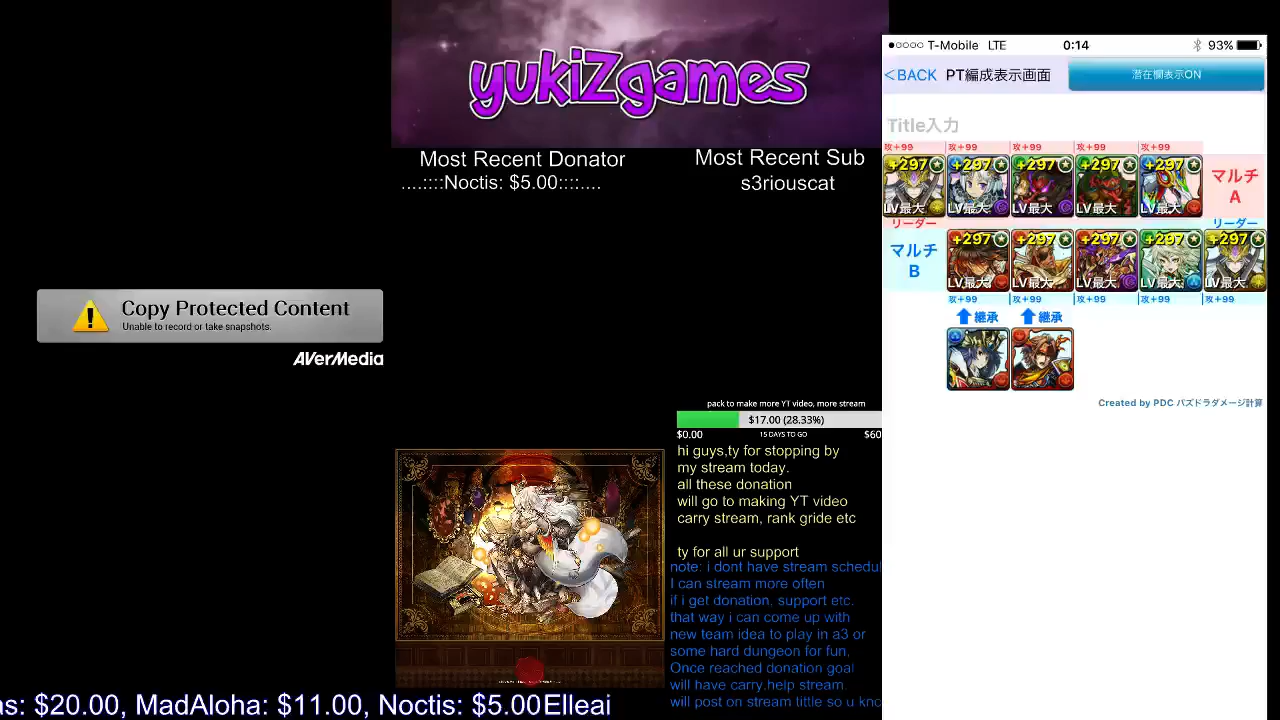 yukiZgames
Most Recent Donator
....::::Noctis: $5.00::::....
Most Recent Sub
s3riouscat
Copy Protected Content
Unable to record or take snapshots.
AVerMedia
pack to make more YT video, more stream
$17.00 (28.33%)
$0.00 15 DAYS TO GO $60
hi guys,ty for stopping by
my stream today.
all these donation
will go to making YT video
carry stream, rank gride etc
ty for all ur support
note: i dont have stream schedul
I can stream more often
if i get donation, support etc.
that way i can come up with
new team idea to play in a3 or
some hard dungeon for fun,
Once reached donation goal
will have carry.help stream
will post on stream tittle so u kno
as: $20.00, MadAloha: $11.00, Noctis: $5.00Elleai
T-Mobile LTE 0:14 93%
<BACK PT編成表示画面 潜在欄表示ON
Title入力
攻+99 攻+99 攻+99 攻+99 攻+99
+297 +297 +297 +297 +297
LV最大 LV最大 LV最大 LV最大 LV最大
マルチ
A
リーダー リーダー
マルチ
B
+297 +297 +297 +297 +297
LV最大 LV最大 LV最大 LV最大 LV最大
攻+99 攻+99 攻+99 攻+99 攻+99
継承 継承
Created by PDC パズドラダメージ計算